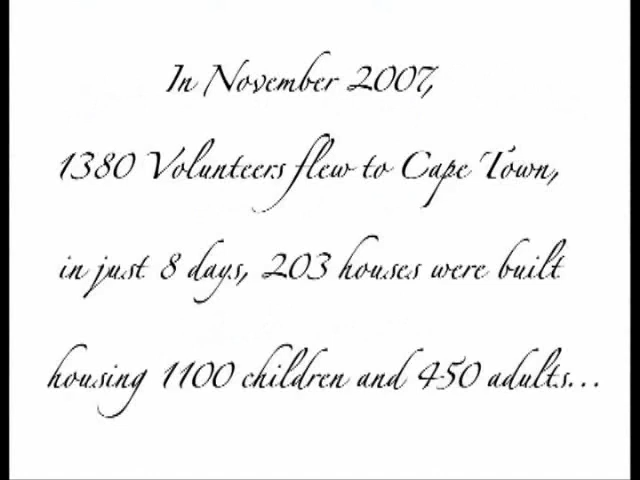 In November 2007,
1380 Volunteers flew to Cape Town,
in just 8 days, 203 houses were built
housing 1100 children and 450 adults...